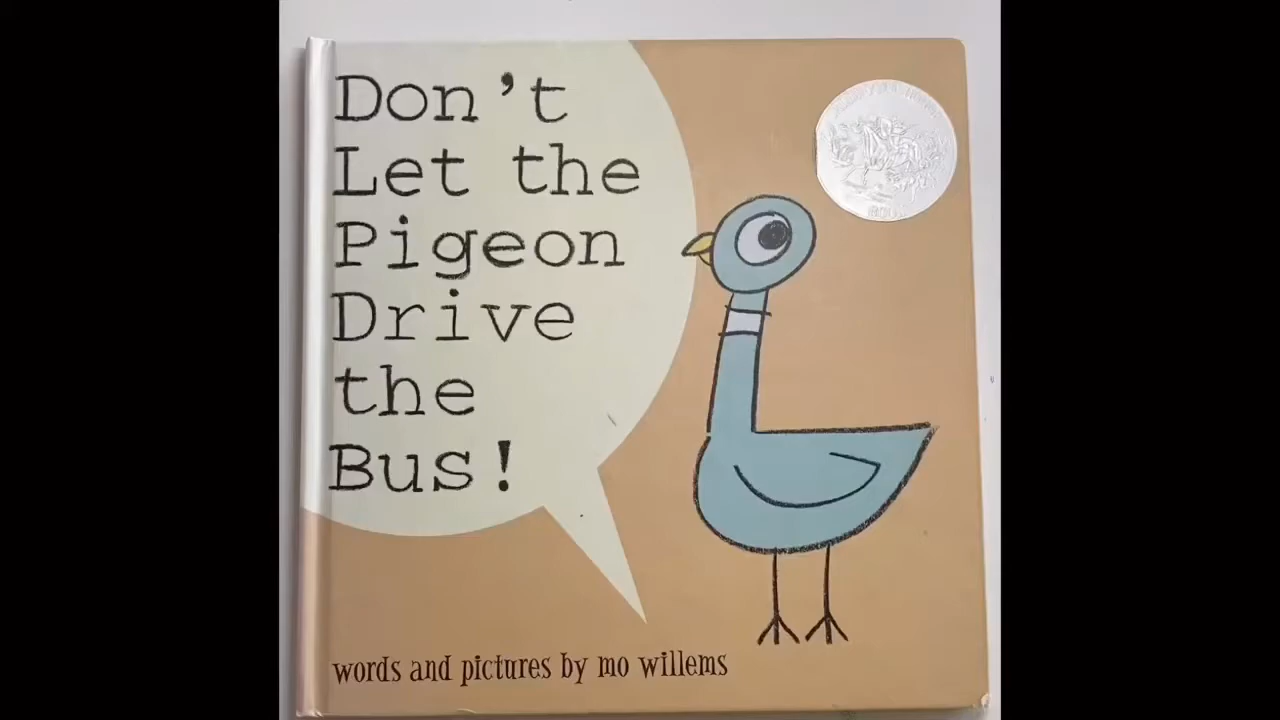 Don't
Let the
Pigeon
Drive
the
Bus!
words and pictures by mo willems